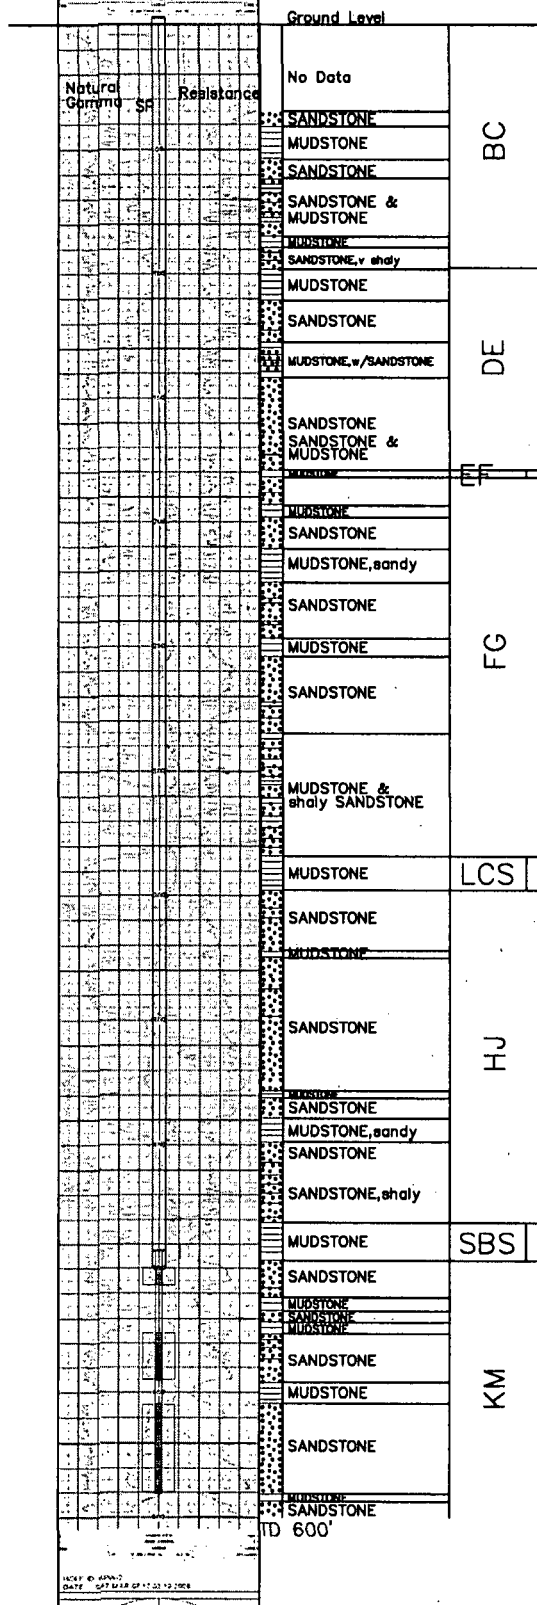 Ground Level
No Data
Natural
Gamma
SP
Resistance
SANDSTONE
MUDSTONE
BC
SANDSTONE
SANDSTONE &
MUDSTONE
MUDSTONE
SANDSTONE,v shaly
MUDSTONE
SANDSTONE
DE
MUDSTONE,w/SANDSTONE
SANDSTONE
SANDSTONE &
MUDSTONE
MUDSTONE
EF
MUDSTONE
SANDSTONE
MUDSTONE,sandy
SANDSTONE
FG
MUDSTONE
SANDSTONE
MUDSTONE &
shaly SANDSTONE
MUDSTONE
LCS
SANDSTONE
MUDSTONE
SANDSTONE
HJ
MUDSTONE
SANDSTONE
MUDSTONE,sandy
SANDSTONE
SANDSTONE,shaly
MUDSTONE
SBS
SANDSTONE
MUDSTONE
SANDSTONE
MUDSTONE
SANDSTONE
KM
MUDSTONE
SANDSTONE
MUDSTONE
SANDSTONE
TD 600'